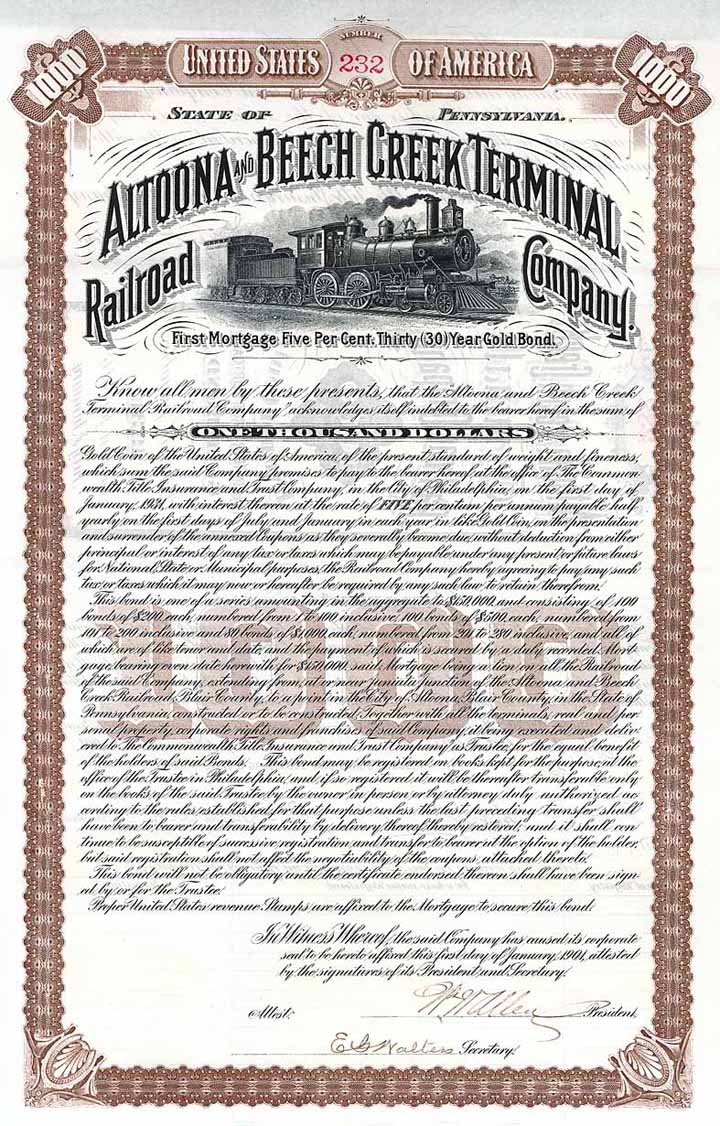 NUMBER
UNITED STATES 232 OF AMERICA
1000 1000
STATE OF PENNSYLVANIA.
ALTOONA AND BEECH CREEK TERMINAL
Railroad Company.
First Mortgage Five Per Cent. Thirty (30) Year Gold Bond.
Know all men by these presents, that the "Altoona and Beech Creek
Terminal Railroad Company" acknowledges itself indebted to the bearer hereof in the sum of
ONE THOUSAND DOLLARS
Gold Coin of the United States of America, of the present standard of weight and fineness,
which sum the said Company promises to pay to the bearer hereof at the office of The Common
wealth Title Insurance and Trust Company, in the City of Philadelphia, on the first day of
January, 1931, with interest thereon at the rate of FIVE per centum per annum payable half
yearly on the first days of July and January, in each year in like Gold Coin, on the presentation
and surrender of the annexed Coupons as they severally become due, without deduction from either
principal or interest of any tax or taxes which may be payable under any present or future laws
for National, State or Municipal purposes, the Railroad Company hereby agreeing to pay any such
tax or taxes which it may now or hereafter be required by any such law to retain therefrom.
This bond is one of a series amounting in the aggregate to $150,000, and consisting of 100
bonds of $200 each, numbered from 1 to 100 inclusive, 100 bonds of $500, each, numbered from
101 to 200 inclusive and 80 bonds of $1,000 each, numbered from 201 to 280 inclusive, and all of
which are of like tenor and date, and the payment of which is secured by a duly recorded Mort
gage, bearing even date herewith for $150,000, said Mortgage being a lien on all the Railroad
of the said Company, extending from, at or near Juniata junction of the Altoona and Beech
Creek Railroad, Blair County, to a point in the City of Altoona, Blair County, in the State of
Pennsylvania, constructed or to be constructed, Together with all the terminals, real and per
sonal property, corporate rights and franchises of said Company, it being executed and deliv
ered to The Commonwealth Title Insurance and Trust Company as Trustee, for the equal benefit
of the holders of said Bonds. This bond may be registered on books kept for the purpose, at the
office of the Trustee in Philadelphia, and, if so registered it will be thereafter transferable only
on the books of the said Trustee by the owner in person or by attorney duly authorized ac
cording to the rules established for that purpose unless the last preceding transfer shall
have been to bearer and transferability by delivery thereof thereby restored; and it shall con
tinue to be susceptible of successive registration and transfer to bearer at the option of the holder,
but said registration shall not affect the negotiability of the coupons, attached hereto.
This bond will not be obligatory until the certificate endorsed thereon shall have been sign
ed by or for the Trustee.
Proper United States revenue Stamps are affixed to the Mortgage to secure this bond.
In Witness Whereof, the said Company has caused its corporate
seal to be hereto affixed this first day of January, 1901, attested
by the signatures of its President and Secretary.
Attest: President,
E G Walters Secretary.
1000